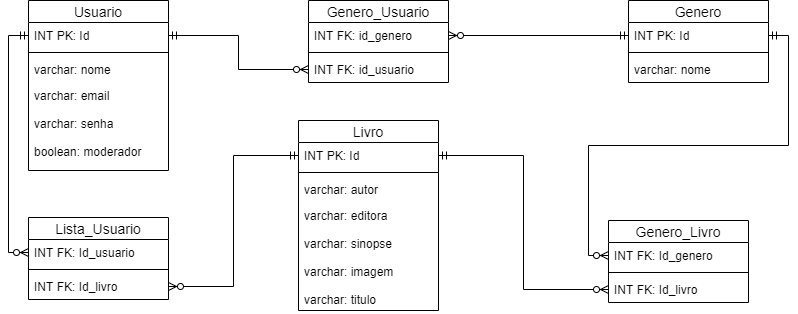 Usuario
INT PK: Id
varchar: nome
varchar: email
varchar: senha
boolean: moderador
Genero_Usuario
INT FK: id_genero
INT FK: id_usuario
Genero
INT PK: Id
varchar: nome
Livro
INT PK: Id
varchar: autor
varchar: editora
varchar: sinopse
varchar: imagem
varchar: titulo
Lista_Usuario
INT FK: Id_usuario
INT FK: Id_livro
Genero_Livro
INT FK: Id_genero
INT FK: Id_livro